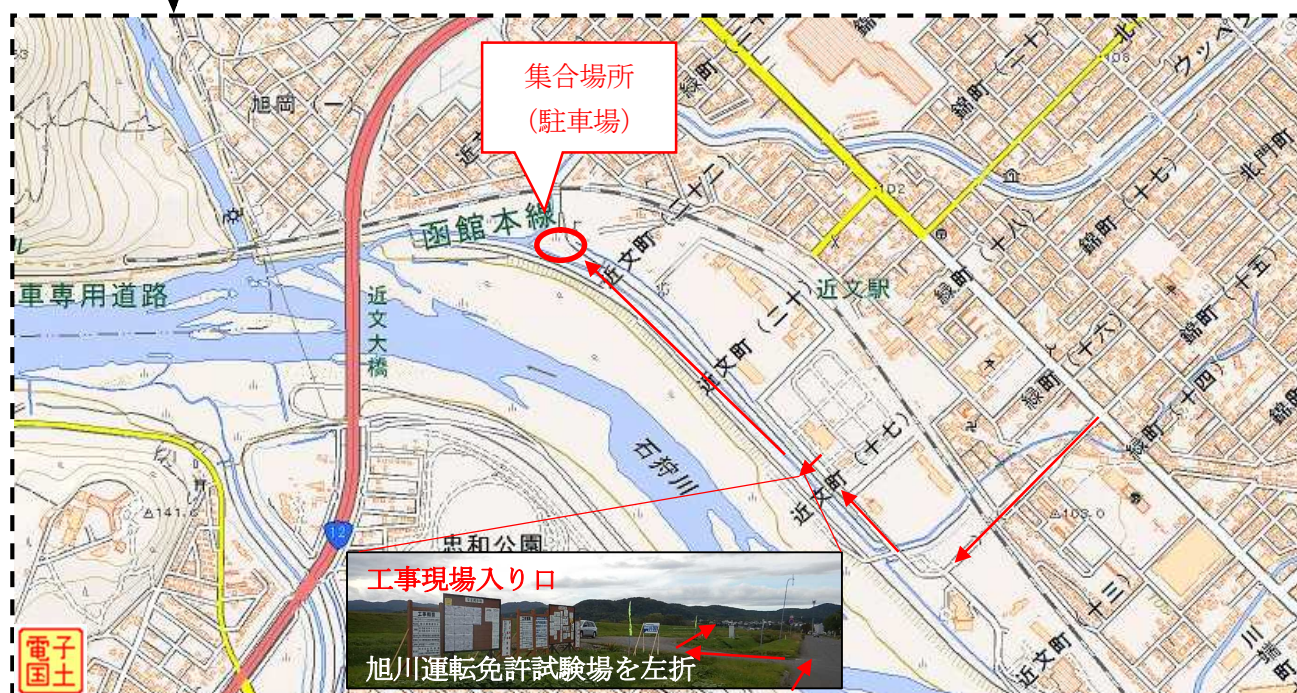 集合場所
(駐車場)
旭岡(一)
緑町(二十
錦町(二十
ウッペツ
北門町
108
102
錦町(十七)
錦町(十五)
錦町(十四)
緑町(十八)
緑町(十六)
緑町(十四)
函館本線
近文町(二十二)
近文町(二十)
近文町(十七)
近文町(十三)
近文駅
車専用道路
近文大橋
石狩川
忠和公園
12
103.0
工事現場入り口
旭川運転免許試験場を左折
電子
国土